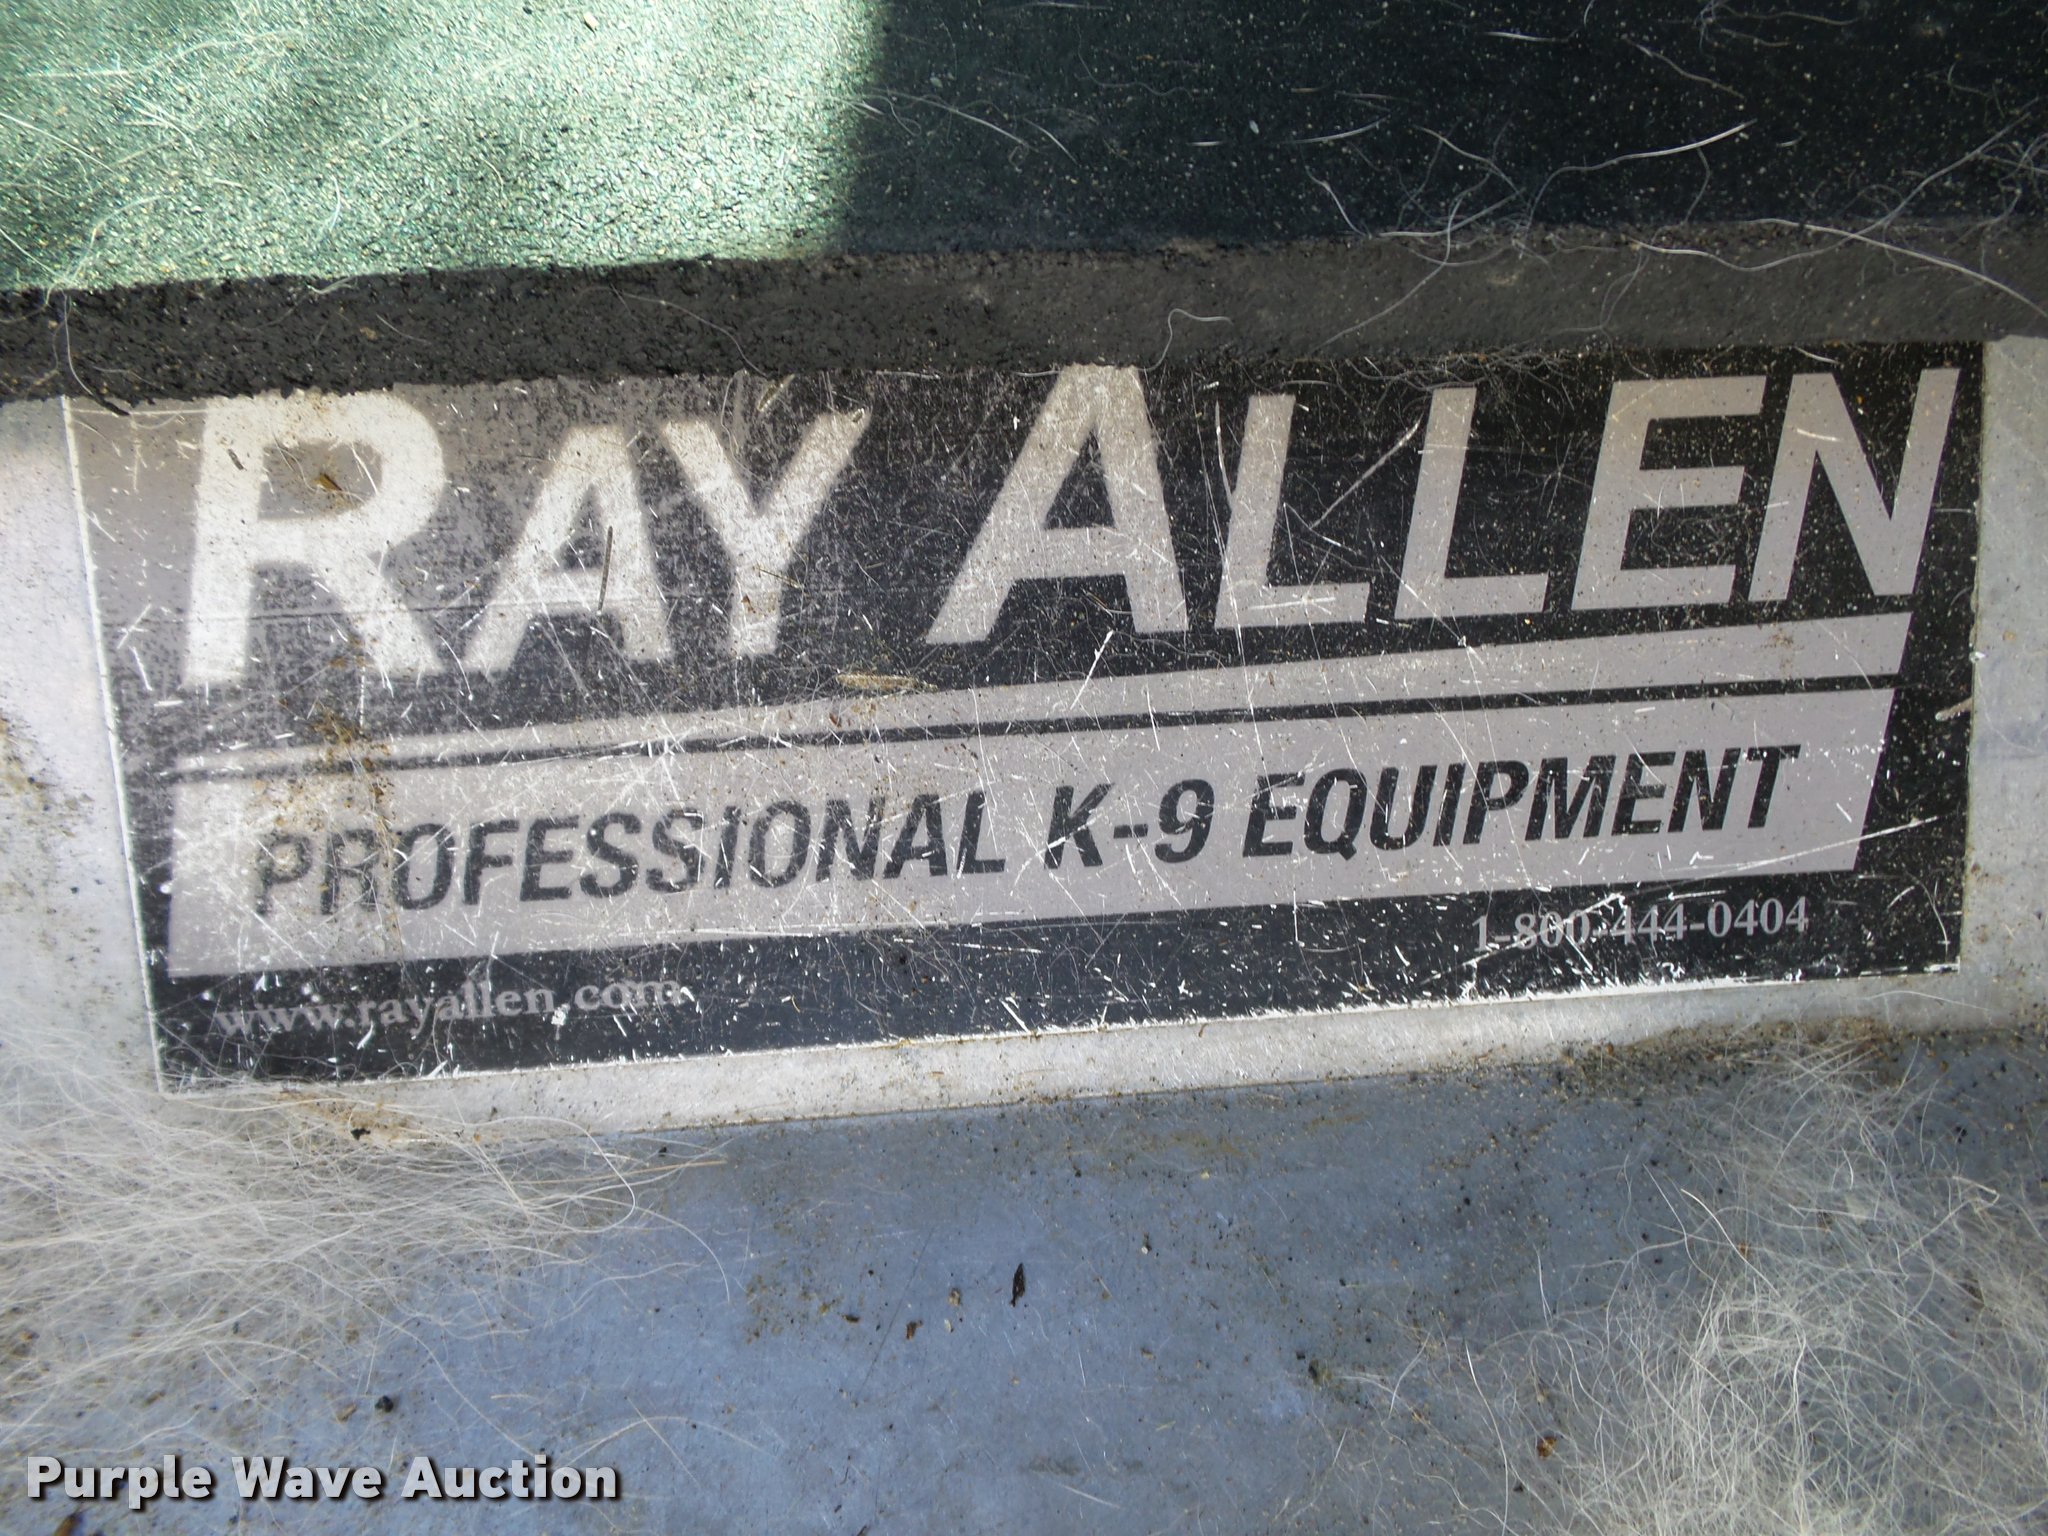 RAY ALLEN
PROFESSIONAL K-9 EQUIPMENT
1-800-444-0404
www.rayallen.com
Purple Wave Auction